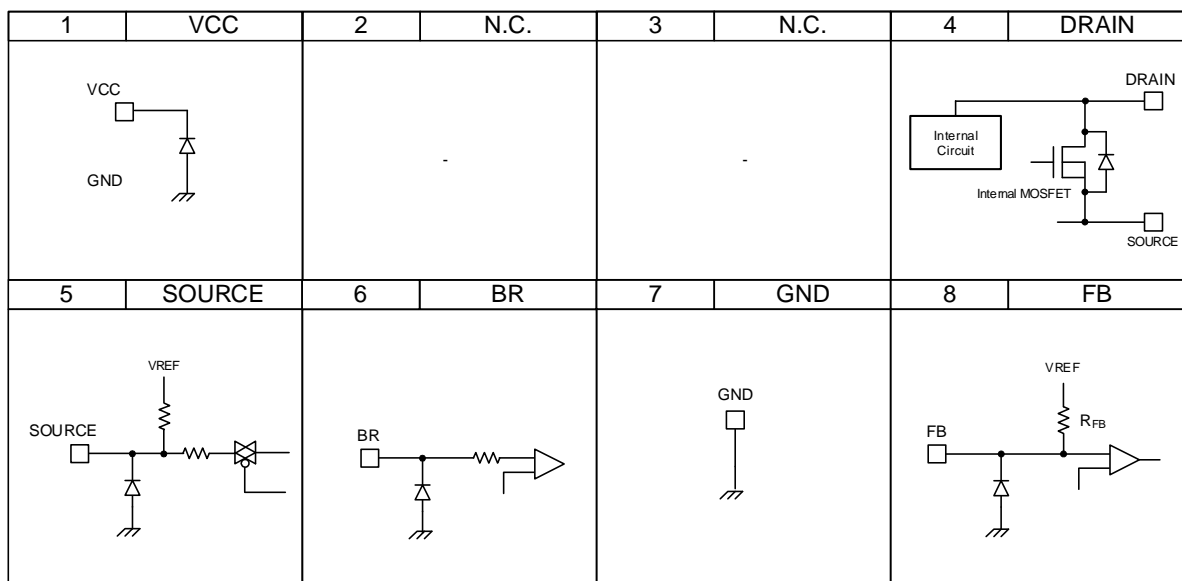 1 VCC 2 N.C. 3 N.C. 4 DRAIN
VCC
GND
-
-
DRAIN
Internal
Circuit
Internal MOSFET
SOURCE
5 SOURCE 6 BR 7 GND 8 FB
VREF
SOURCE
BR
GND
VREF
RFB
FB